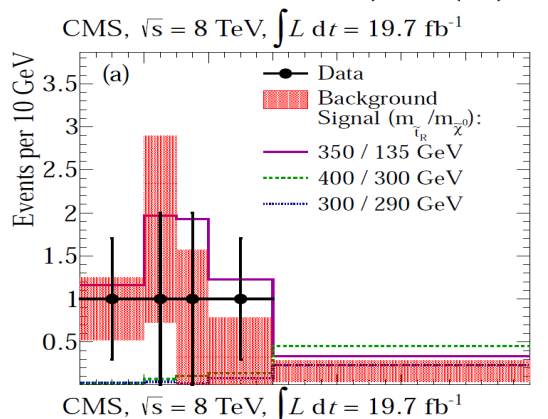 CMS, √s = 8 TeV, ∫L dt = 19.7 fb⁻¹
(a)
Data
Background
Signal (m_t̃_R/m_χ̃⁰):
350 / 135 GeV
400 / 300 GeV
300 / 290 GeV
Events per 10 GeV
3.5
3
2.5
2
1.5
1
0.5
CMS, √s = 8 TeV, ∫L dt = 19.7 fb⁻¹